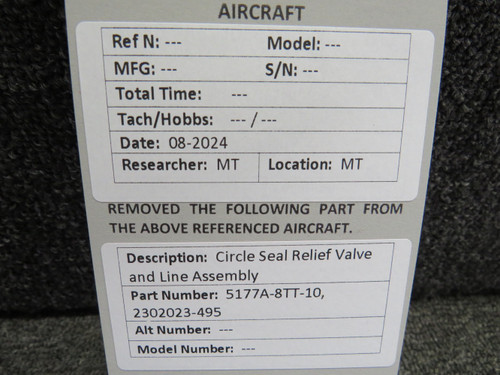 AIRCRAFT
Ref N: --- Model: ---
MFG: --- S/N: ---
Total Time: ---
Tach/Hobbs: --- / ---
Date: 08-2024
Researcher: MT Location: MT
REMOVED THE FOLLOWING PART FROM
THE ABOVE REFERENCED AIRCRAFT.
Description: Circle Seal Relief Valve
and Line Assembly
Part Number: 5177A-8TT-10,
2302023-495
Alt Number: ---
Model Number: ---